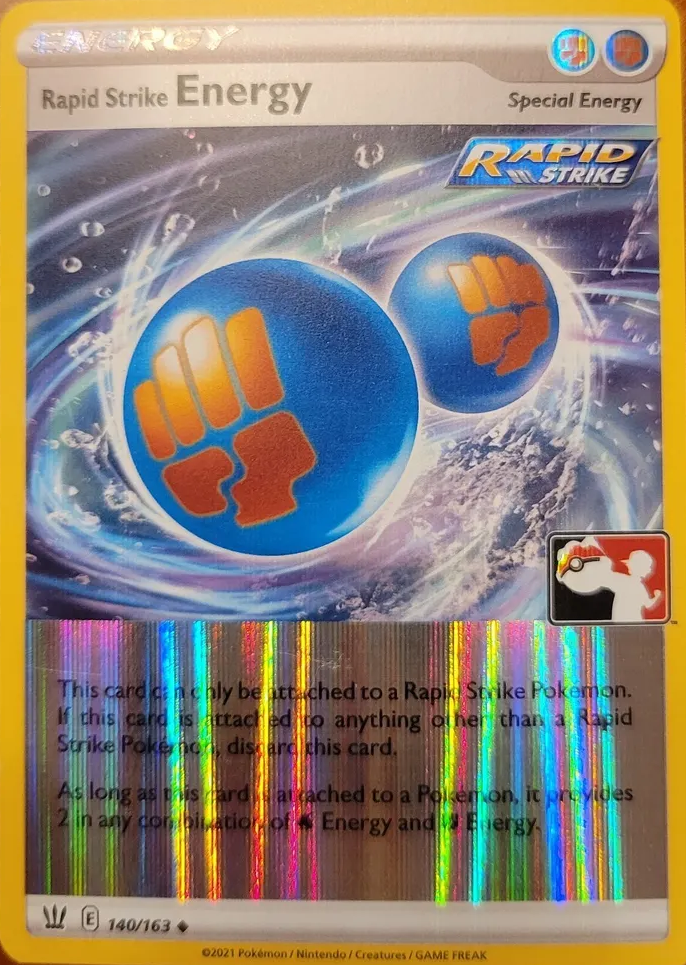 ENERGY
Rapid Strike Energy
Special Energy
RAPID
STRIKE
This card can only be attached to a Rapid Strike Pokémon.
If this card is attached to anything other than a Rapid
Strike Pokémon, discard this card.
As long as this card is attached to a Pokémon, it provides
2 in any combination of Energy and Energy.
E 140/163
©2021 Pokémon / Nintendo / Creatures / GAME FREAK